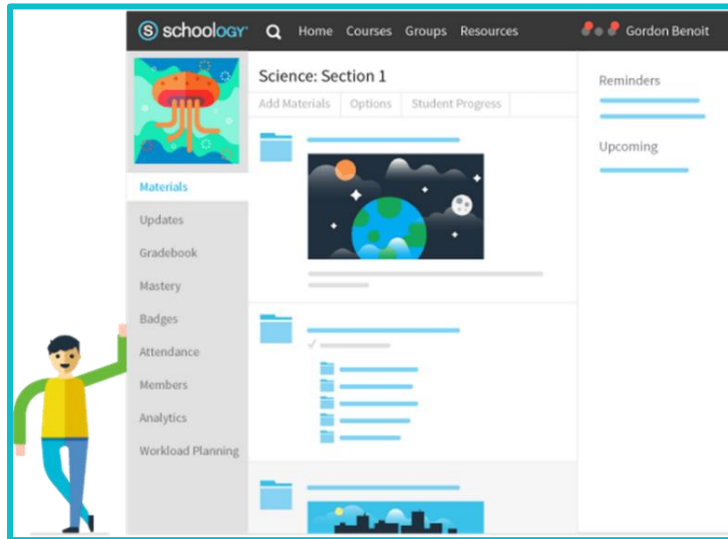 S schoology Home Courses Groups Resources Gordon Benoit
Science: Section 1
Add Materials Options Student Progress
Materials
Updates
Gradebook
Mastery
Badges
Attendance
Members
Analytics
Workload Planning
Reminders
Upcoming